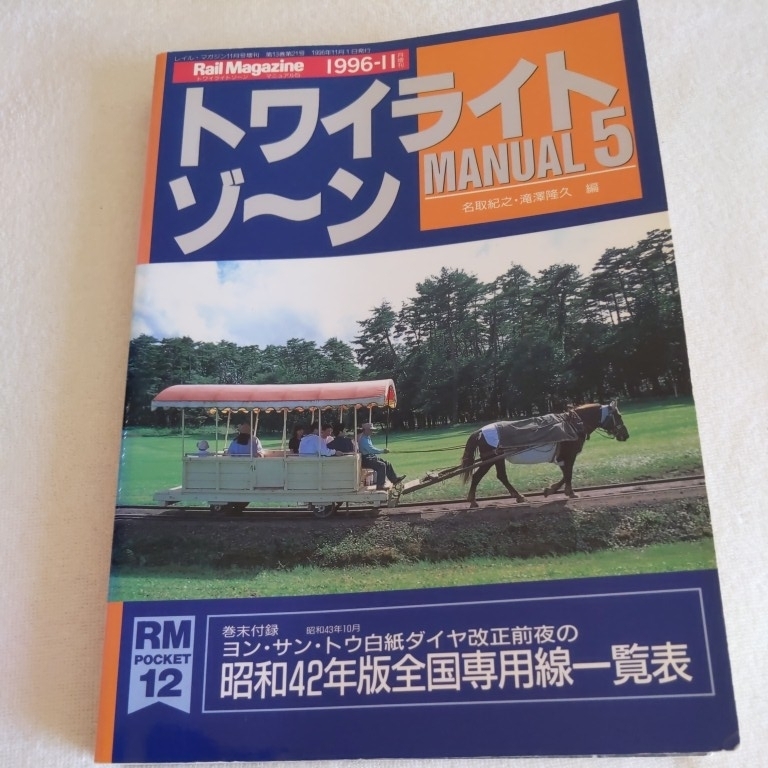 レイル・マガジン11月号増刊 第13巻第21号 1996年11月1日発行
Rail Magazine
トワイライトゾーン マニュアル5
1996-11月増刊
トワイライト
ゾ〜ン
MANUAL 5
名取紀之・滝澤隆久 編
RM
POCKET
12
巻末付録 昭和43年10月
ヨン・サン・トウ白紙ダイヤ改正前夜の
昭和42年版全国専用線一覧表